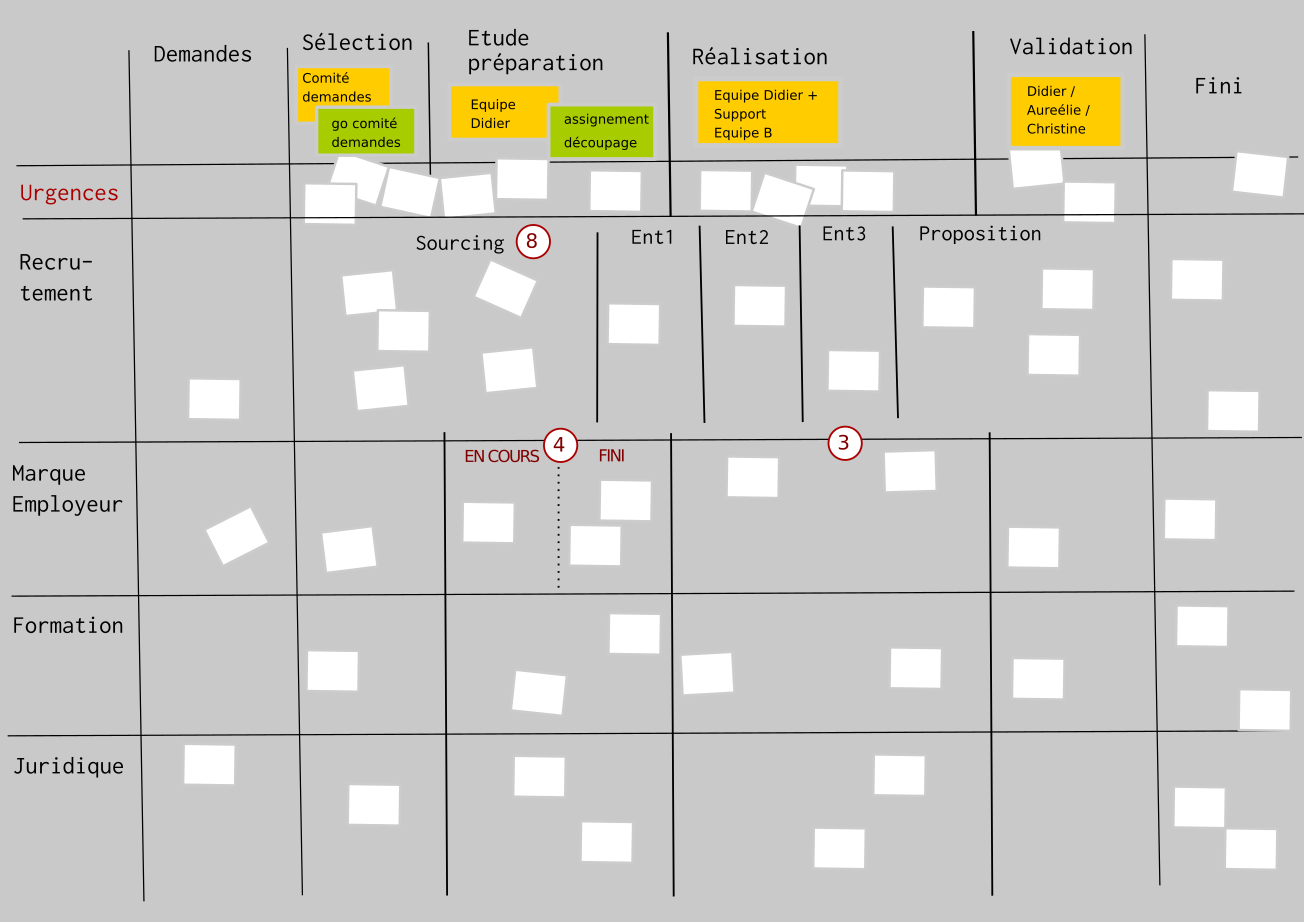 Demandes
Sélection
Etude
préparation
Réalisation
Validation
Fini
Comité
demandes
go comité
demandes
Equipe
Didier
assignement
découpage
Equipe Didier +
Support
Equipe B
Didier /
Aureélie /
Christine
Urgences
Recru-
tement
Sourcing
8
Ent1
Ent2
Ent3
Proposition
Marque
Employeur
EN COURS
4
FINI
3
Formation
Juridique